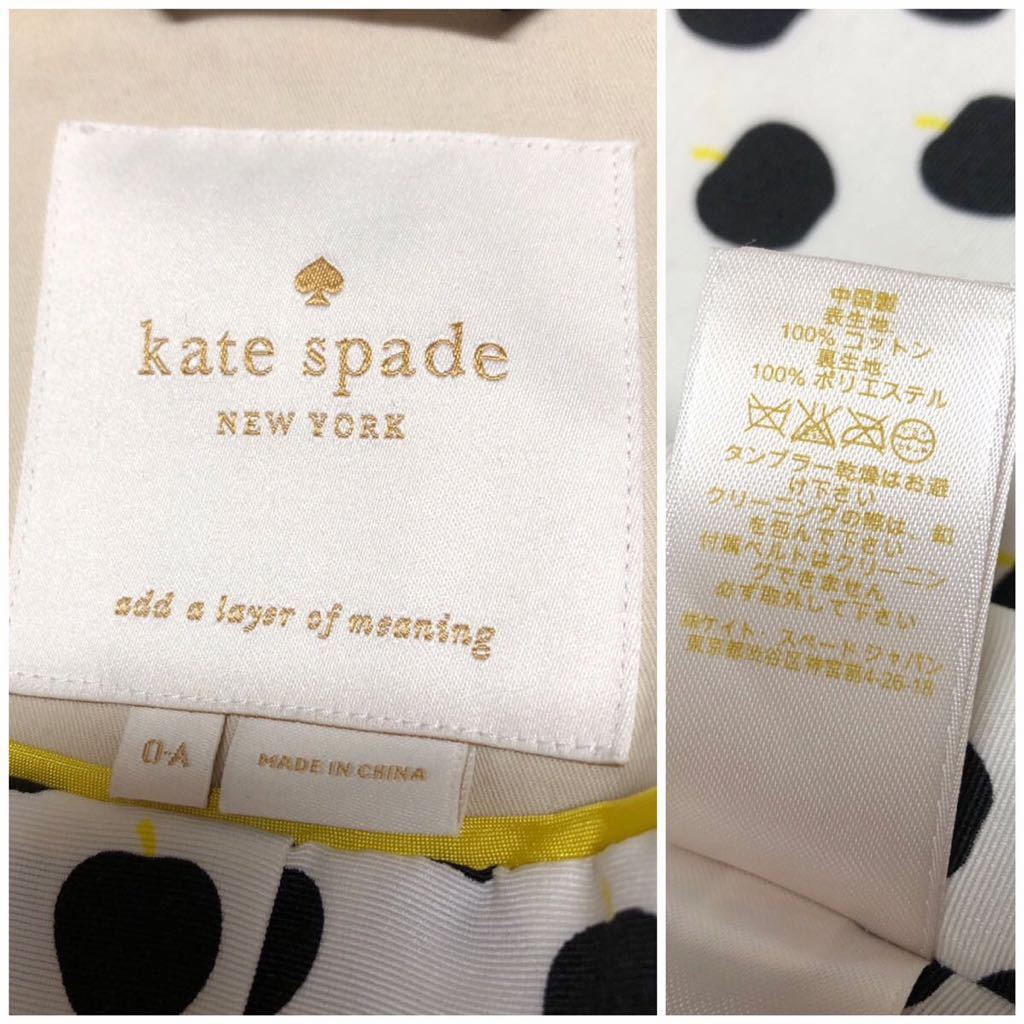 kate spade
NEW YORK
add a layer of meaning
0-A
MADE IN CHINA
中国製
表生地:
100% コットン
裏生地:
100% ポリエステル
タンブラー乾燥はお避
け下さい
クリーニングの際は、釦
を包んで下さい
付属ベルトはクリーニン
グできません
必ず取外して下さい
㈱ケイト・スペード ジャパン
東京都渋谷区神宮前4-26-18